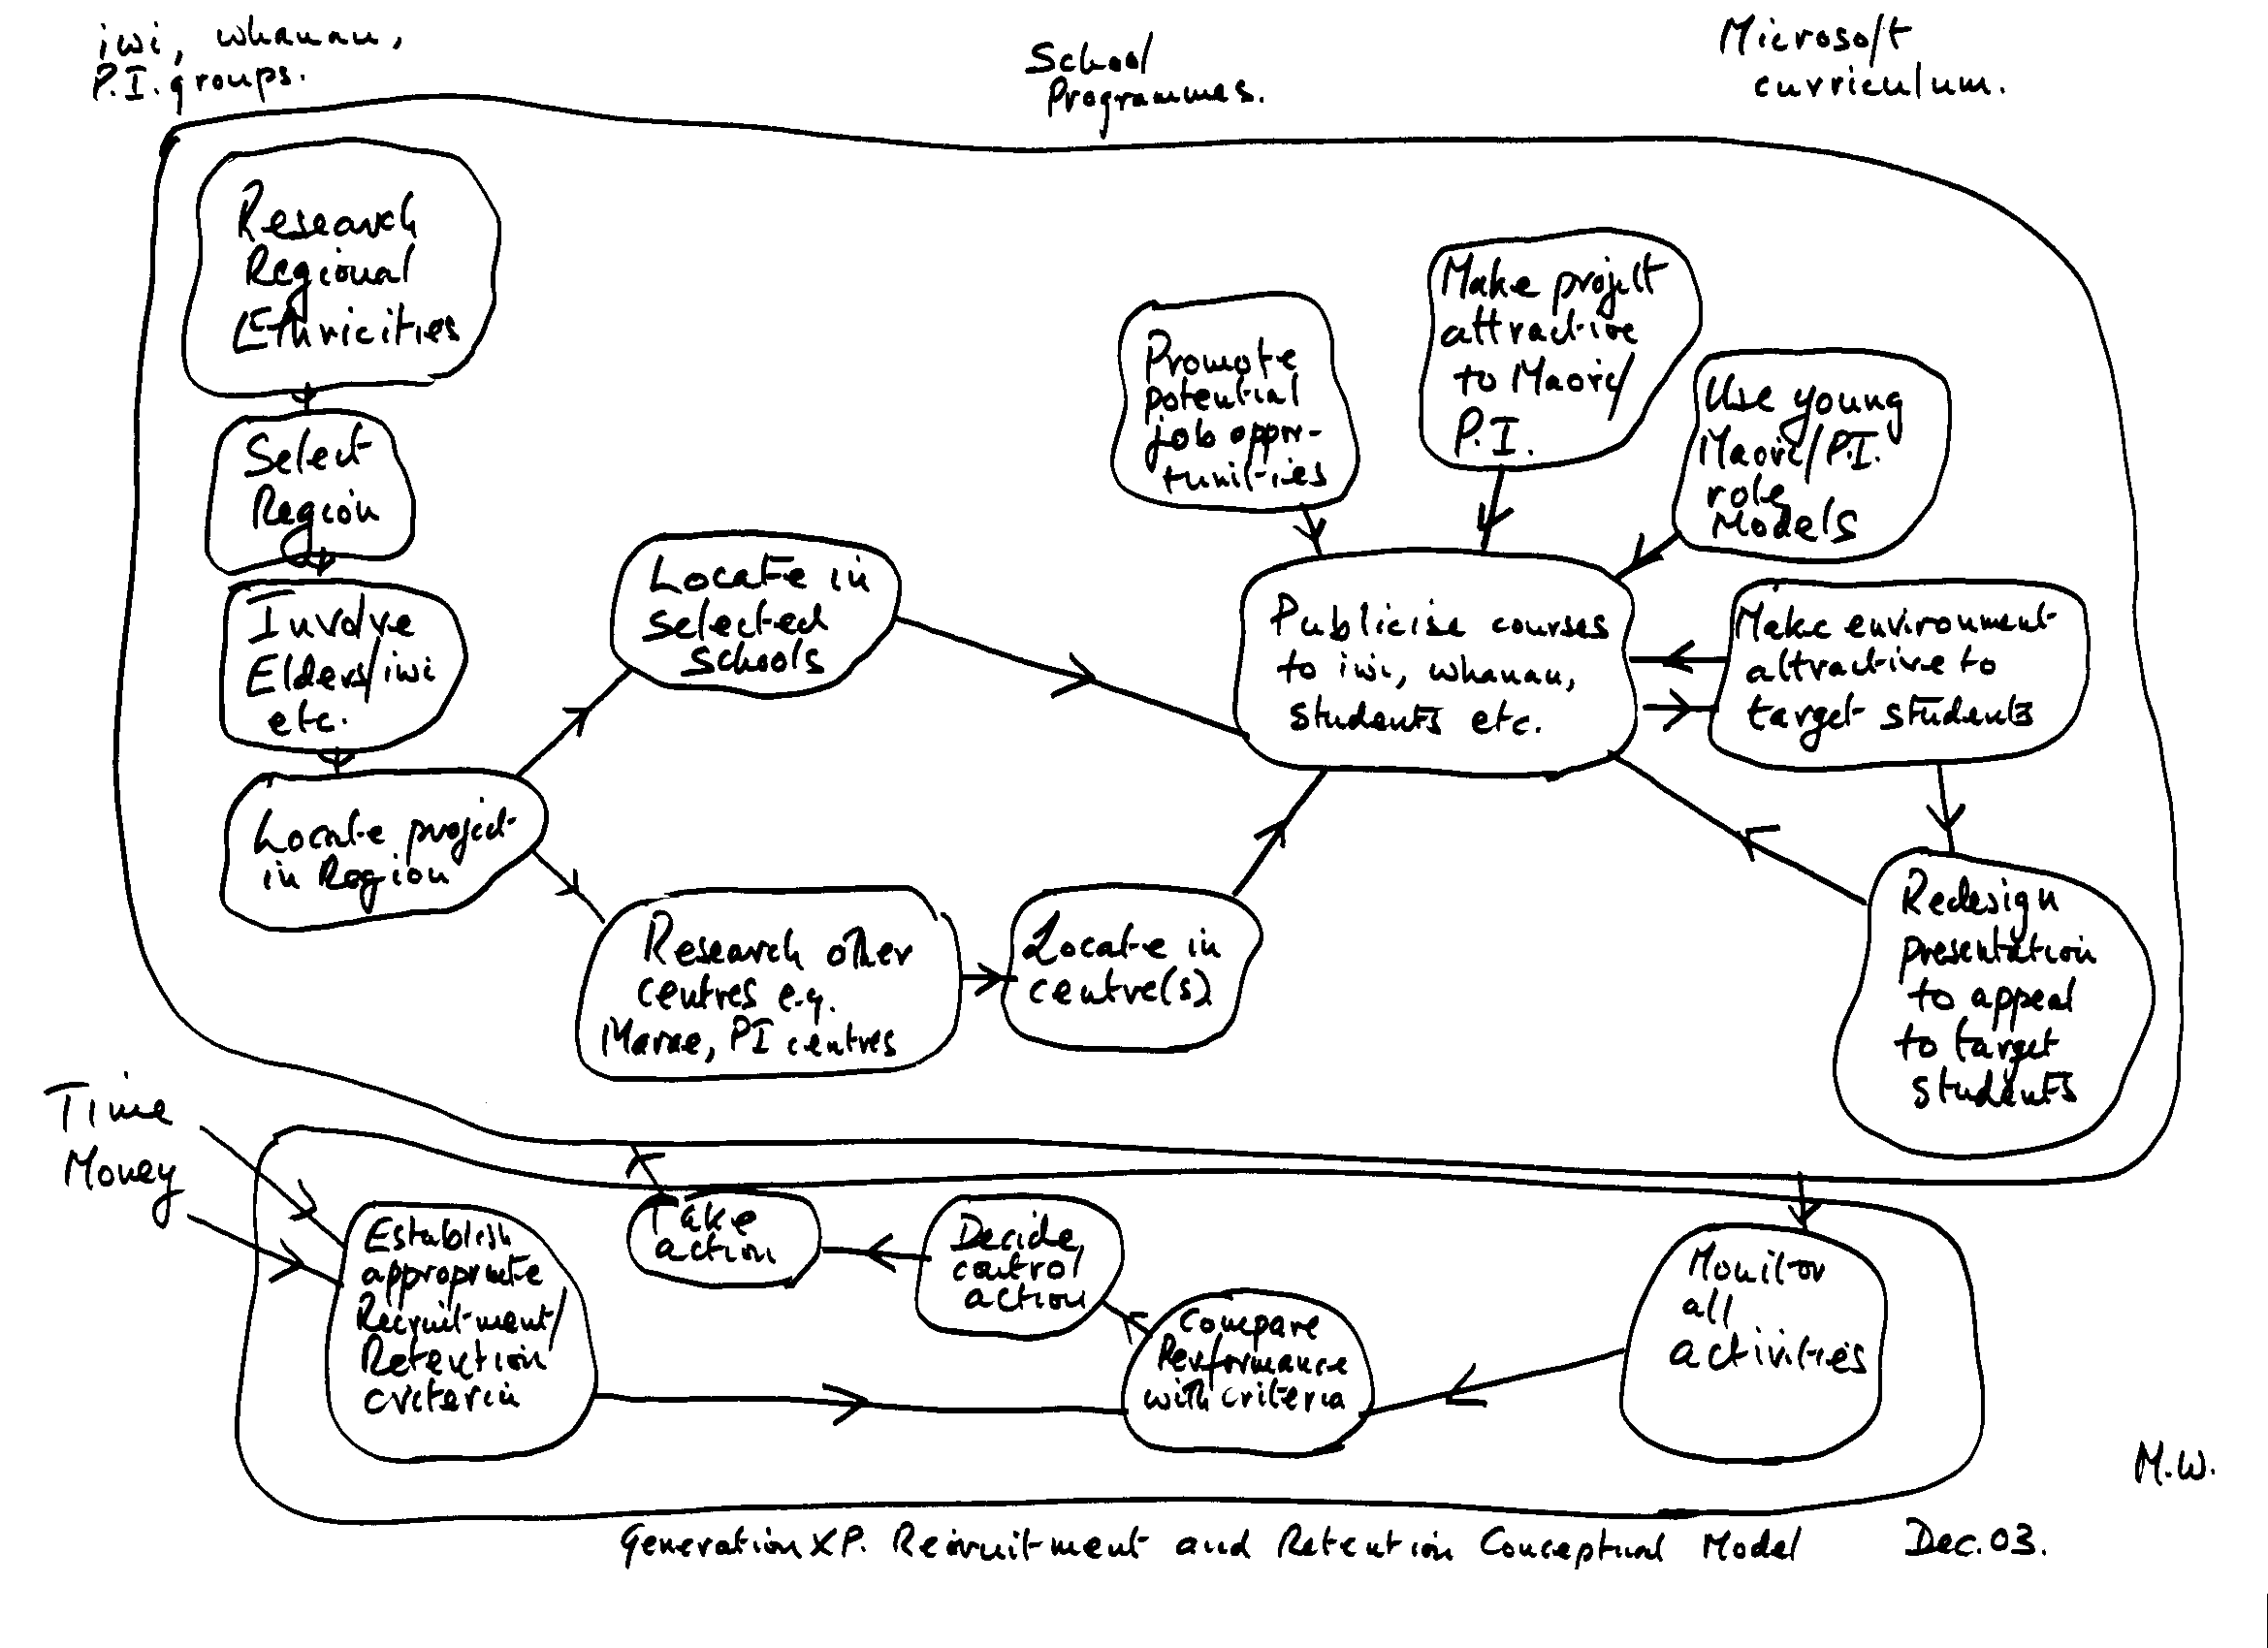 iwi, whanau,
P.I. groups.
School
Programmes.
Microsoft
curriculum.
Research
Regional
Ethnicities
Select
Region
Involve
Elders/iwi
etc.
Locate project
in Region
Locate in
selected
schools
Research other
centres e.g.
Marae, PI centres
Locate in
centre(s)
Promote
potential
job oppor-
tunities
Make project
attractive
to Maori/
P.I.
Use young
Maori/P.I.
role
Models
Publicise courses
to iwi, whanau,
students etc.
Make environment
attractive to
target students
Redesign
presentation
to appeal
to target
students
Time
Money
Establish
appropriate
Recruitment/
Retention
criteria
Take
action
Decide
control
action
Compare
Performance
with criteria
Monitor
all
activities
M.W.
Generation XP. Recruitment and Retention Conceptual Model Dec. 03.